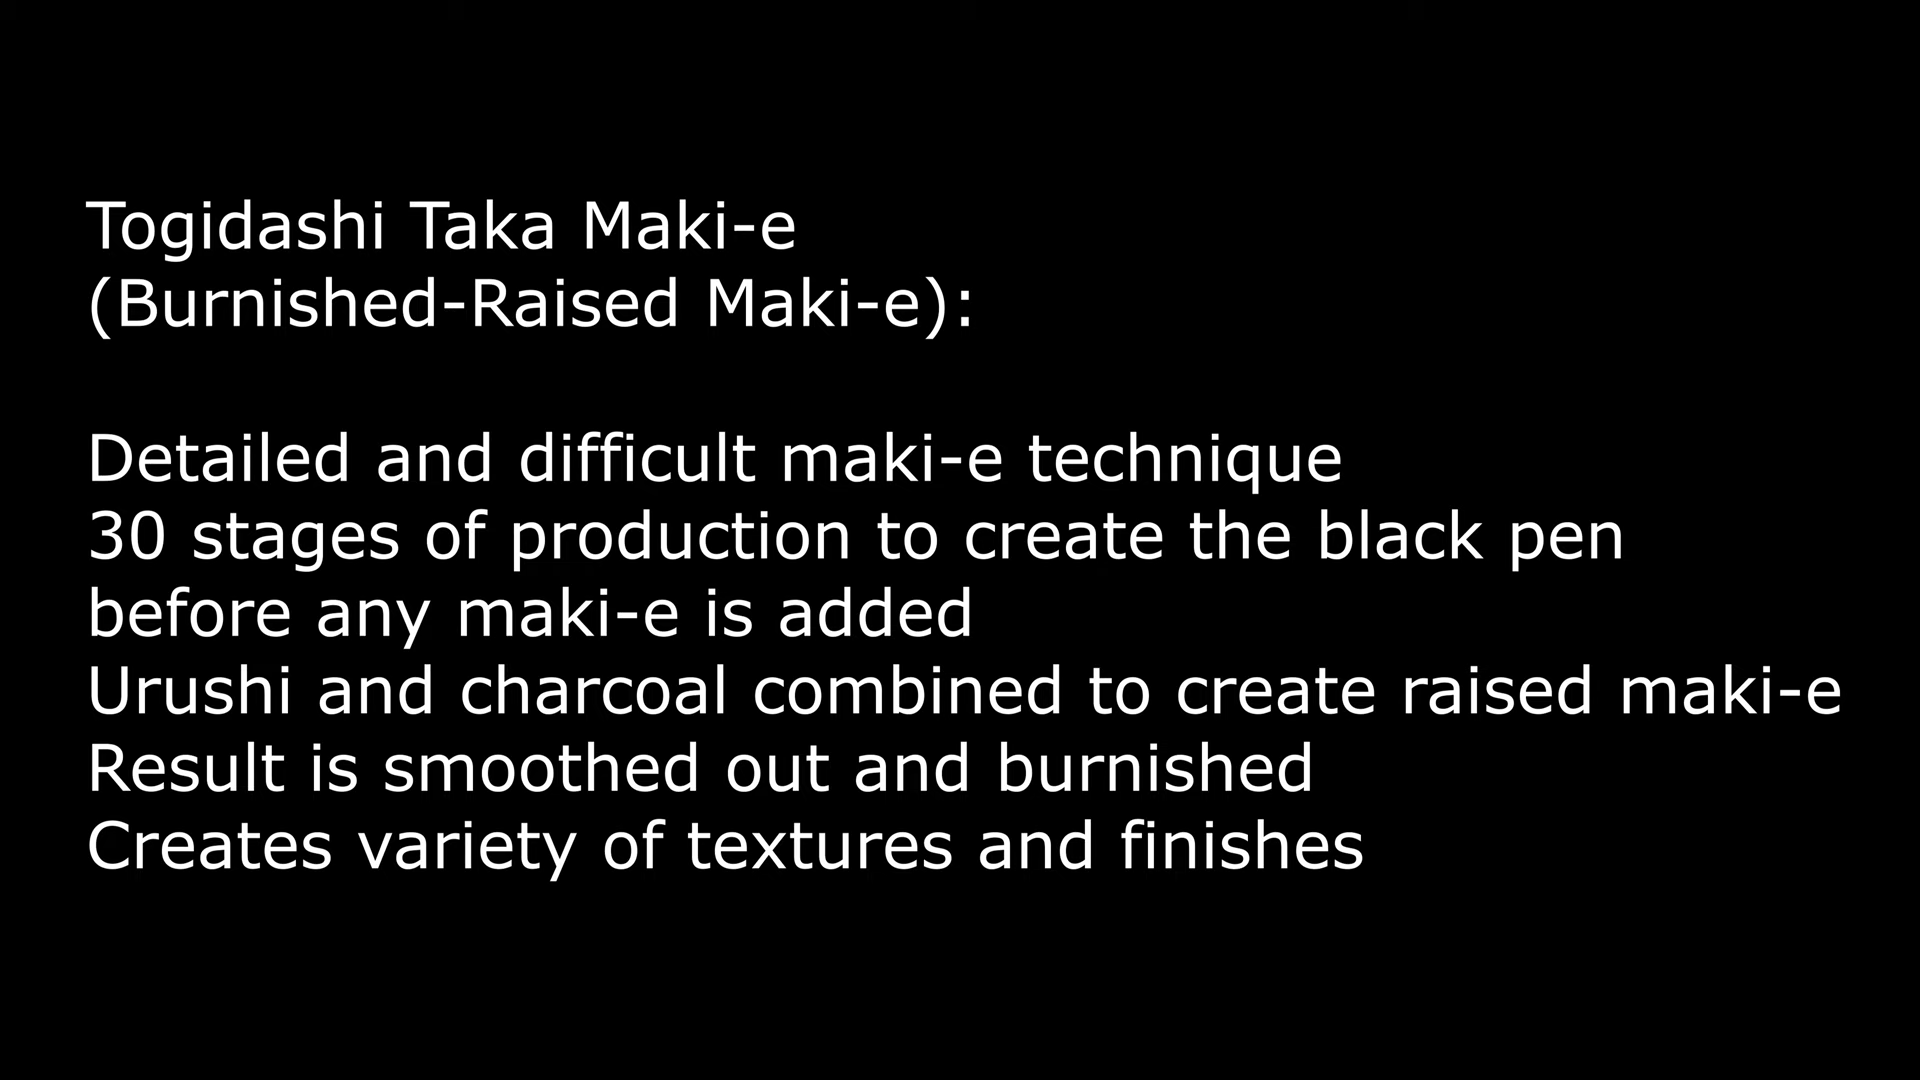 Togidashi Taka Maki-e
(Burnished-Raised Maki-e):
Detailed and difficult maki-e technique
30 stages of production to create the black pen
before any maki-e is added
Urushi and charcoal combined to create raised maki-e
Result is smoothed out and burnished
Creates variety of textures and finishes